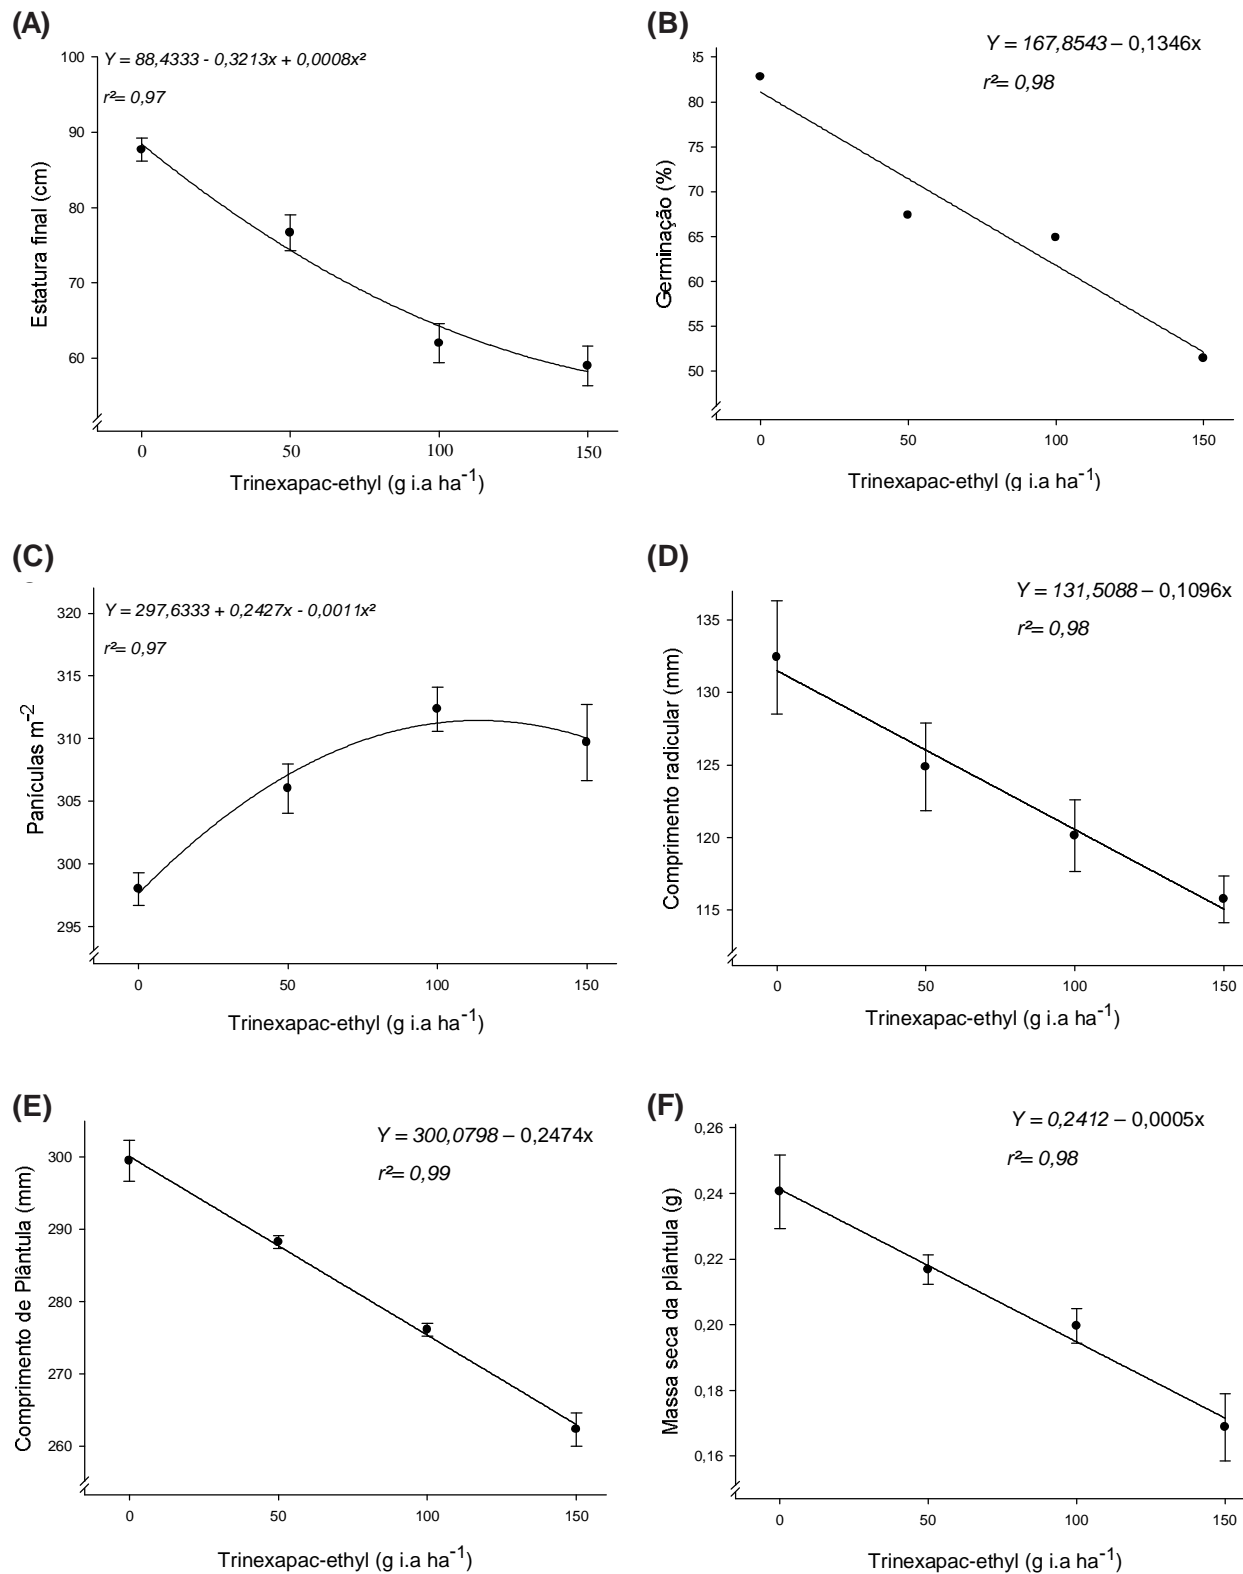 (A)
Y = 88,4333 - 0,3213x + 0,0008x²
r²= 0,97
100
90
80
70
60
Estatura final (cm)
0 50 100 150
Trinexapac-ethyl (g i.a ha⁻¹)
(B)
Y = 167,8543 – 0,1346x
r²= 0,98
35
80
75
70
65
60
55
50
Germinação (%)
0 50 100 150
Trinexapac-ethyl (g i.a ha⁻¹)
(C)
Y = 297,6333 + 0,2427x - 0,0011x²
r²= 0,97
320
315
310
305
300
295
Panículas m⁻²
0 50 100 150
Trinexapac-ethyl (g i.a ha⁻¹)
(D)
Y = 131,5088 – 0,1096x
r²= 0,98
135
130
125
120
115
Comprimento radicular (mm)
0 50 100 150
Trinexapac-ethyl (g i.a ha⁻¹)
(E)
Y = 300,0798 – 0,2474x
r²= 0,99
300
290
280
270
260
Comprimento de Plântula (mm)
0 50 100 150
Trinexapac-ethyl (g i.a ha⁻¹)
(F)
Y = 0,2412 – 0,0005x
r²= 0,98
0,26
0,24
0,22
0,20
0,18
0,16
Massa seca da plântula (g)
0 50 100 150
Trinexapac-ethyl (g i.a ha⁻¹)